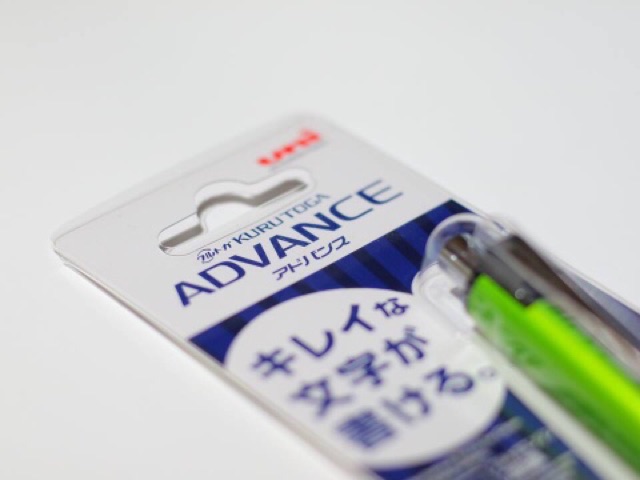 uni
クルトガ KURUTOGA
ADVANCE
アドバンス
キレイな
文字が
書ける。